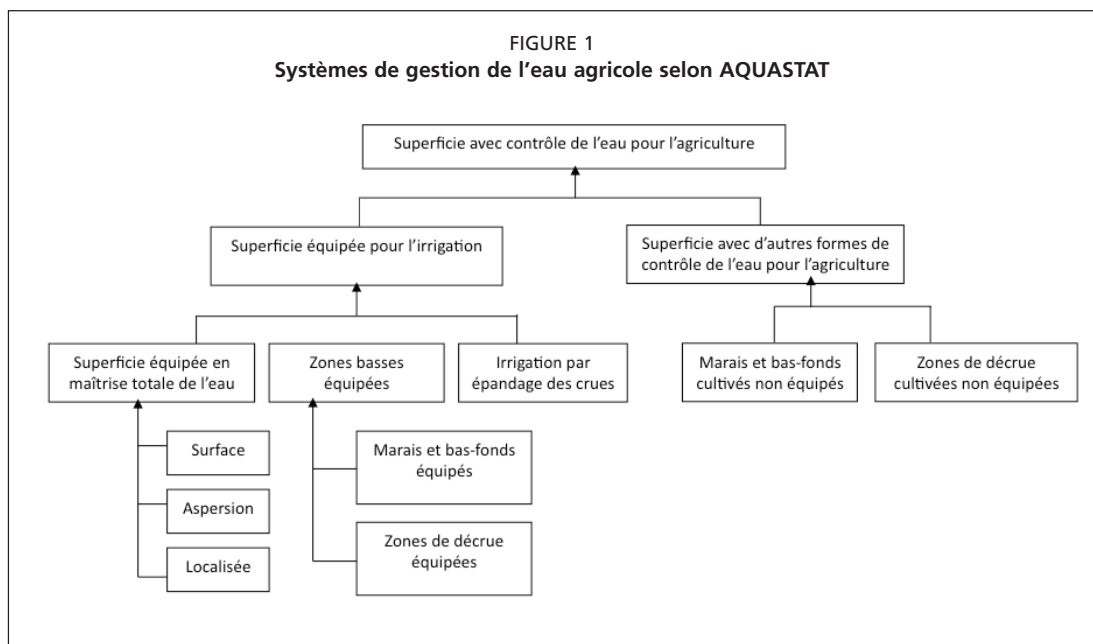 FIGURE 1
Systèmes de gestion de l'eau agricole selon AQUASTAT
Superficie avec contrôle de l'eau pour l'agriculture
Superficie équipée pour l'irrigation
Superficie avec d'autres formes de
contrôle de l'eau pour l'agriculture
Superficie équipée en
maîtrise totale de l'eau
Zones basses
équipées
Irrigation par
épandage des crues
Marais et bas-fonds
cultivés non équipés
Zones de décrue
cultivées non équipées
Surface
Aspersion
Localisée
Marais et bas-fonds
équipés
Zones de décrue
équipées